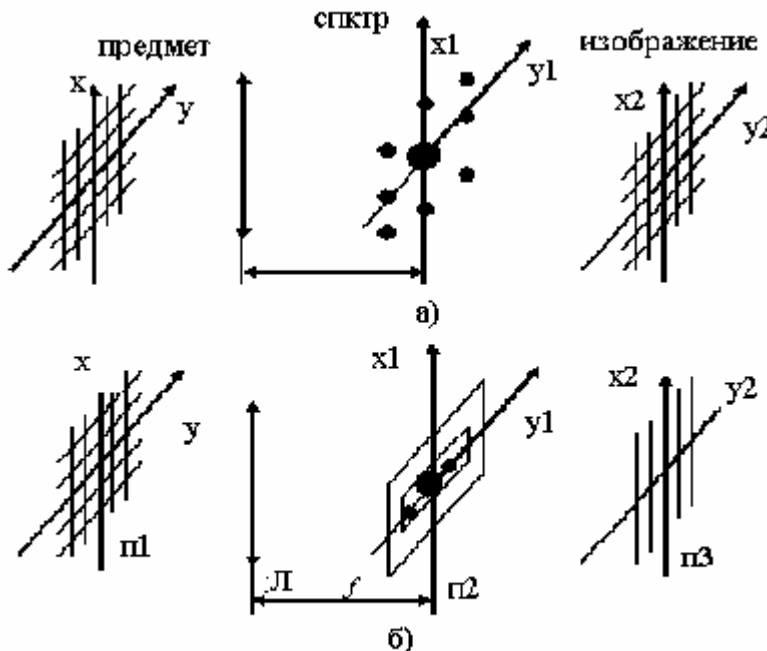 спктр
предмет
изображение
x1
y1
x
y
x2
y2
а)
x
x1
x2
y
y1
y2
п1
Л
f
п2
п3
б)